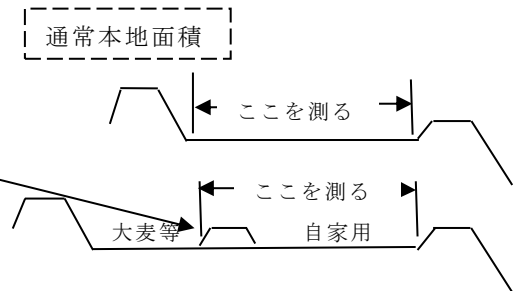 通常本地面積
ここを測る
ここを測る
大麦等
自家用